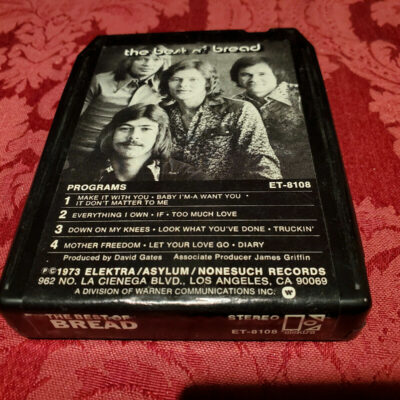 the best of bread
PROGRAMS ET-8108
1 MAKE IT WITH YOU • BABY I'M-A WANT YOU •
IT DON'T MATTER TO ME
2 EVERYTHING I OWN • IF • TOO MUCH LOVE
3 DOWN ON MY KNEES • LOOK WHAT YOU'VE DONE • TRUCKIN'
4 MOTHER FREEDOM • LET YOUR LOVE GO • DIARY
Produced by David Gates Associate Producer James Griffin
℗©1973 ELEKTRA/ASYLUM/NONESUCH RECORDS
962 NO. LA CIENEGA BLVD., LOS ANGELES, CA 90069
A DIVISION OF WARNER COMMUNICATIONS INC.
THE BEST OF
BREAD
STEREO
ET-8108
elektra